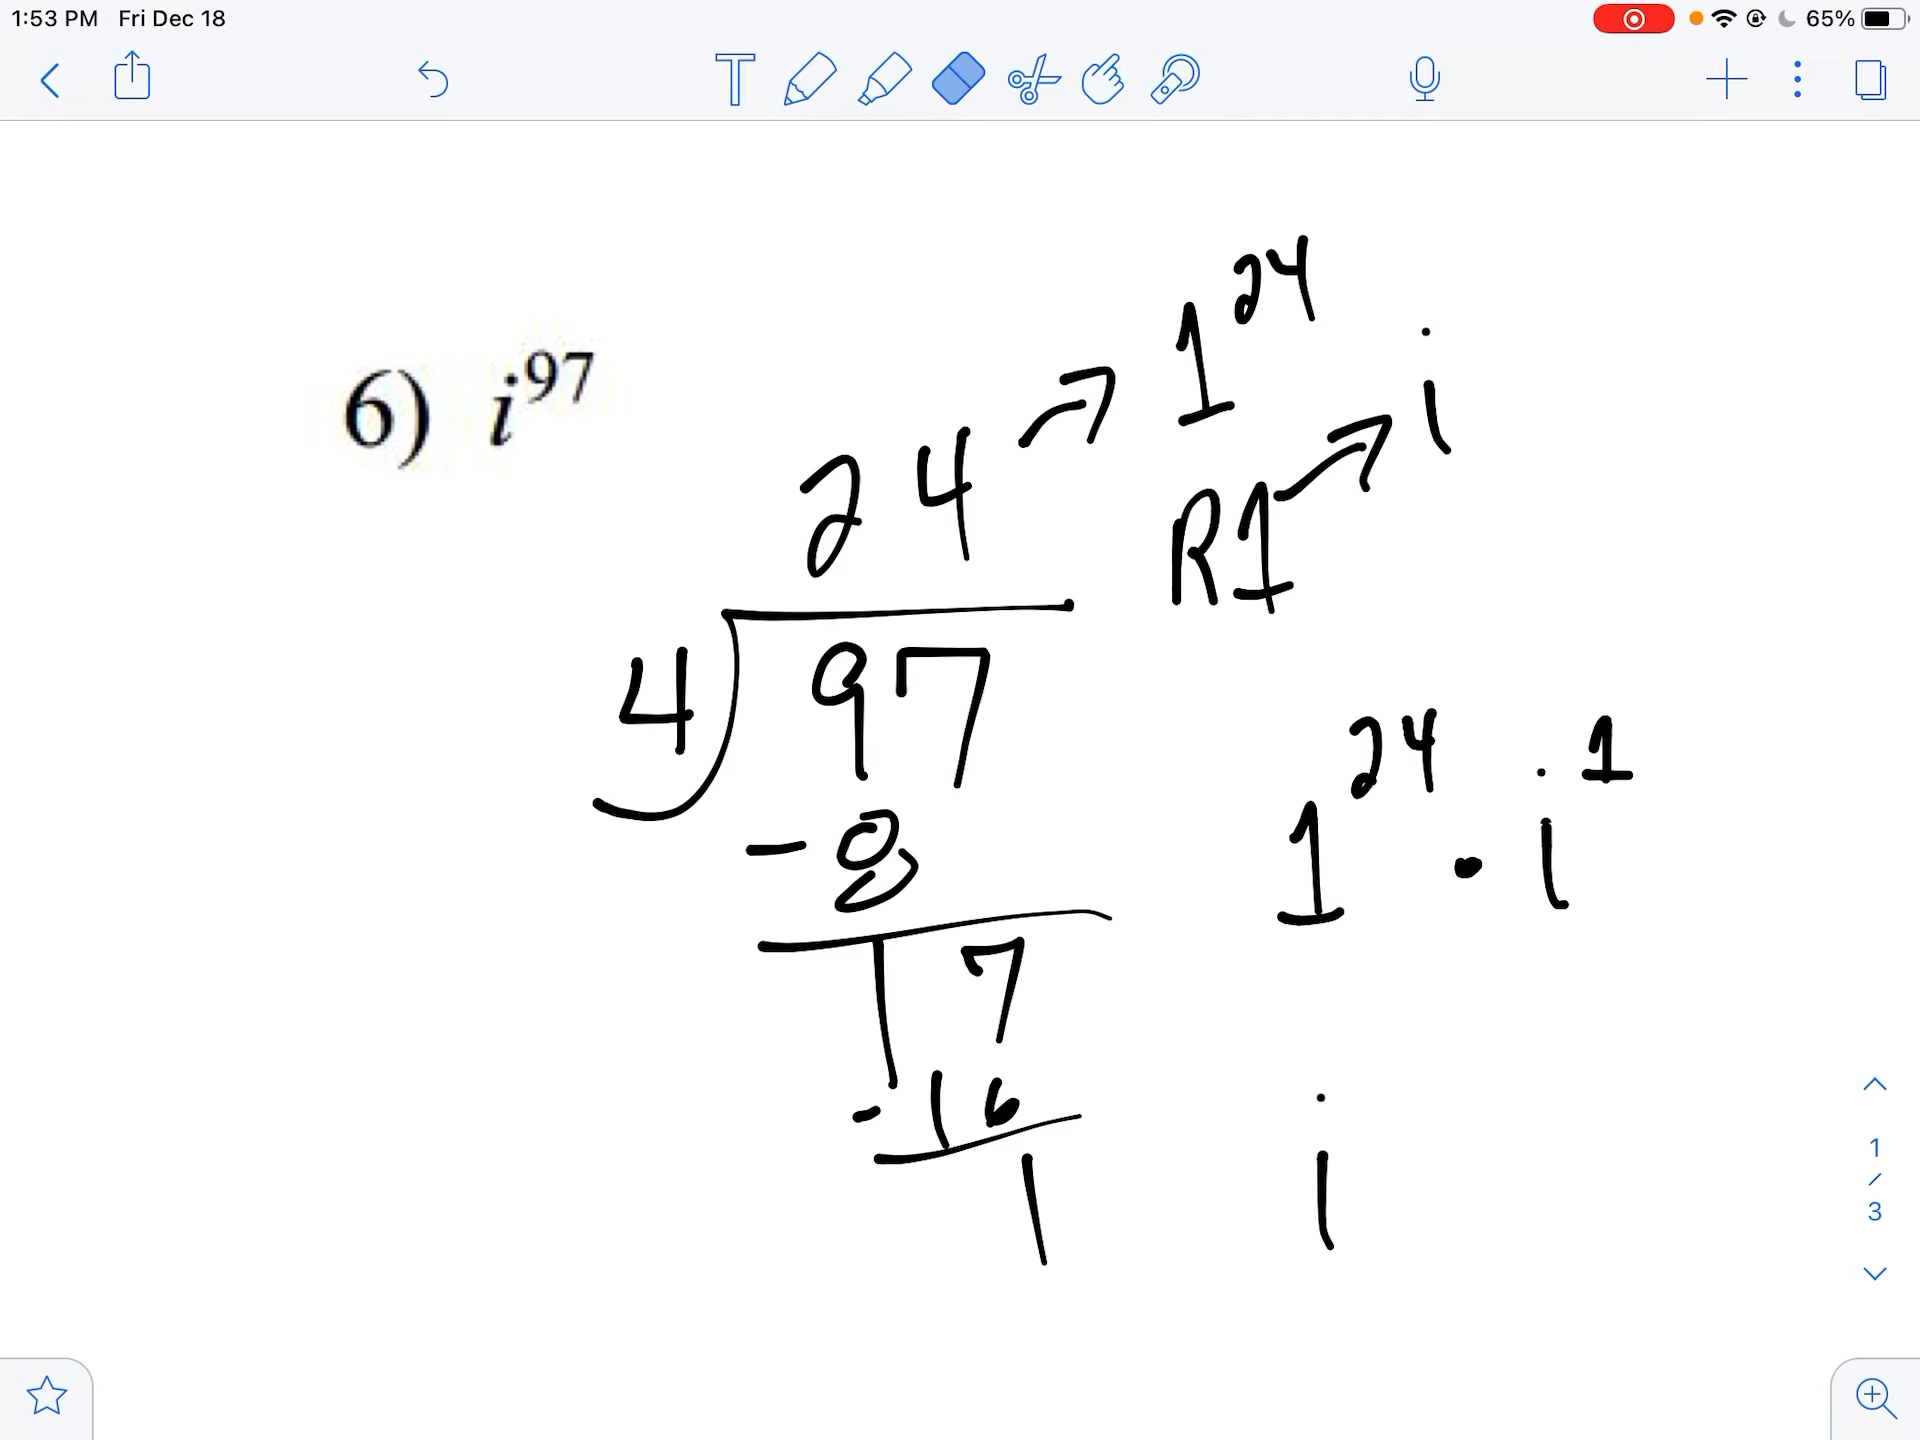 1:53 PM Fri Dec 18
65%
T
6) i^97
1^24 i
24
R1
4 97
-8
17
-16
1
1^24 • i^1
i
1
/
3